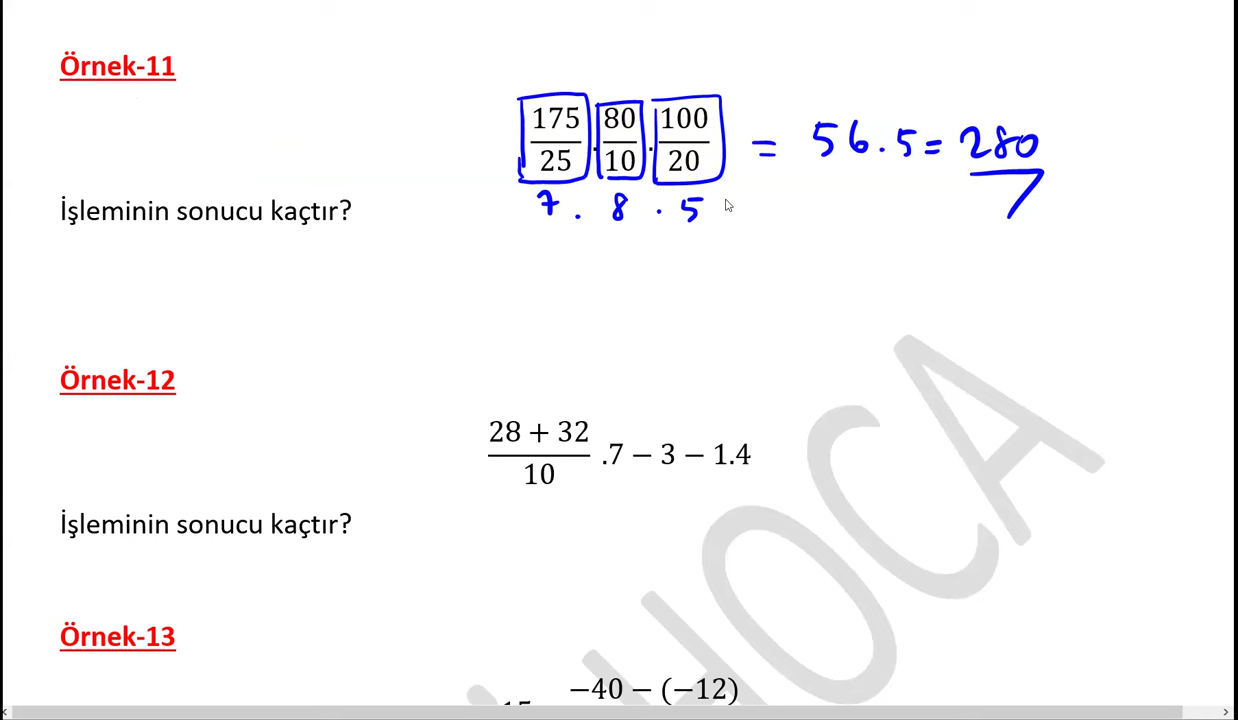 Örnek-11
175/25 . 80/10 . 100/20 = 56.5 = 280
7 . 8 . 5
İşleminin sonucu kaçtır?
Örnek-12
28 + 32
10
.7 − 3 − 1.4
İşleminin sonucu kaçtır?
Örnek-13
−40 − (−12)
HOCA